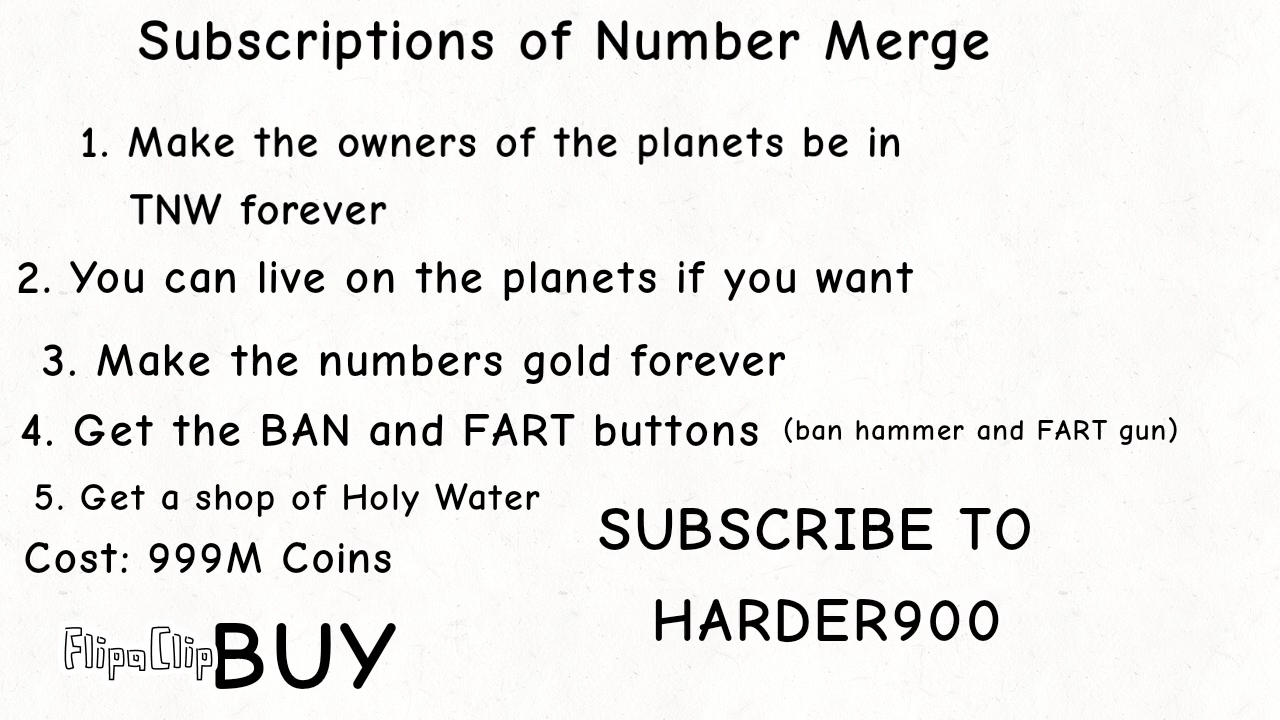 Subscriptions of Number Merge
1. Make the owners of the planets be in
TNW forever
2. You can live on the planets if you want
3. Make the numbers gold forever
4. Get the BAN and FART buttons (ban hammer and FART gun)
5. Get a shop of Holy Water
Cost: 999M Coins
SUBSCRIBE TO
HARDER900
FlipaClip
BUY